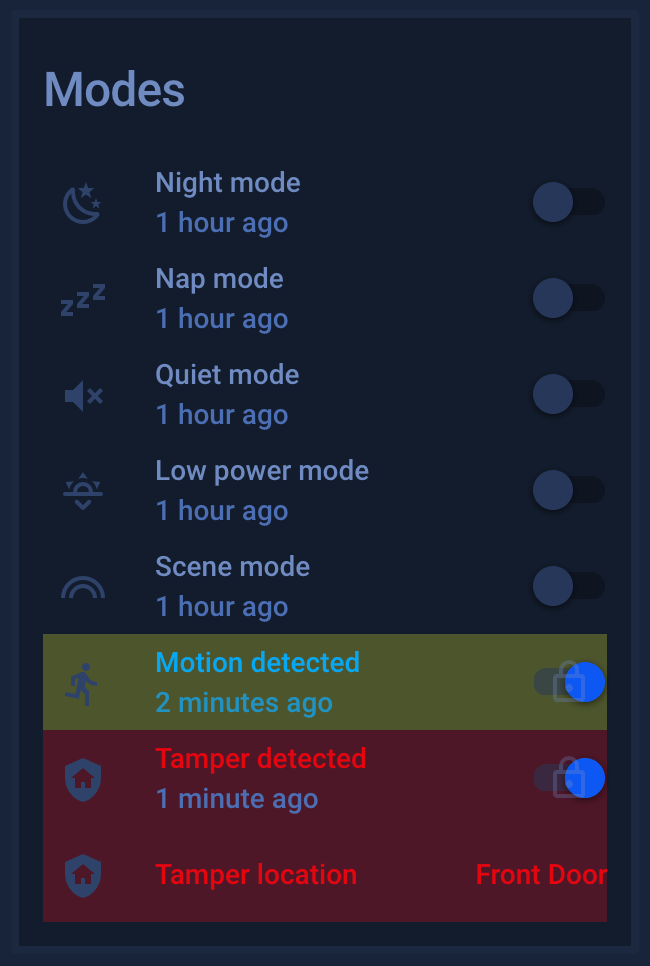 Modes
Night mode
1 hour ago
Nap mode
1 hour ago
Quiet mode
1 hour ago
Low power mode
1 hour ago
Scene mode
1 hour ago
Motion detected
2 minutes ago
Tamper detected
1 minute ago
Tamper location Front Door